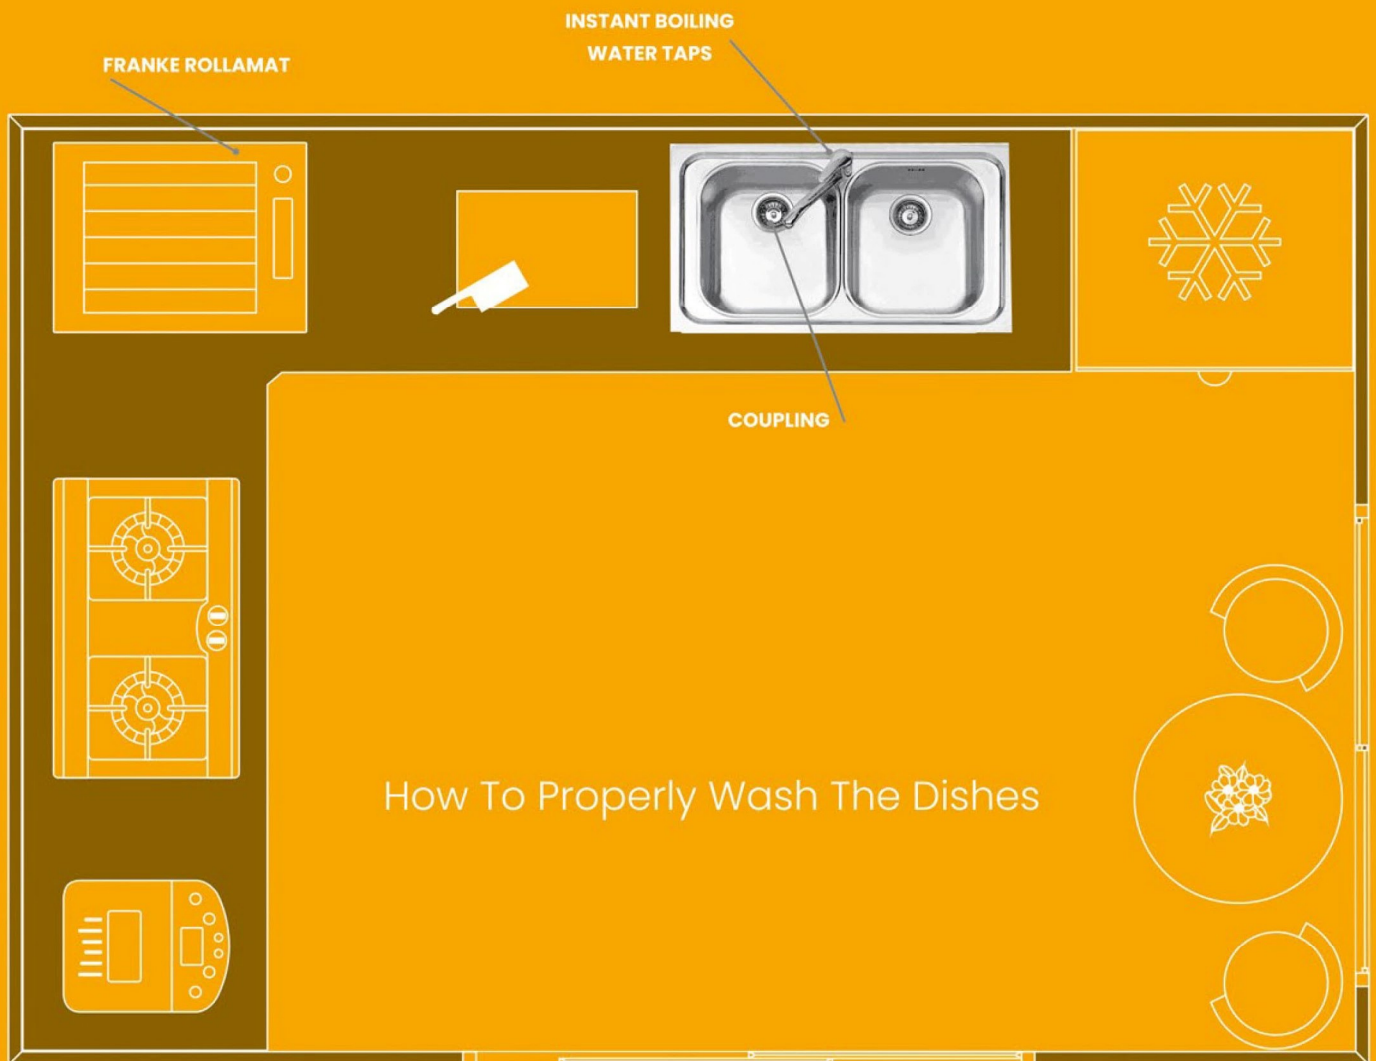 INSTANT BOILING
WATER TAPS
FRANKE ROLLAMAT
COUPLING
How To Properly Wash The Dishes